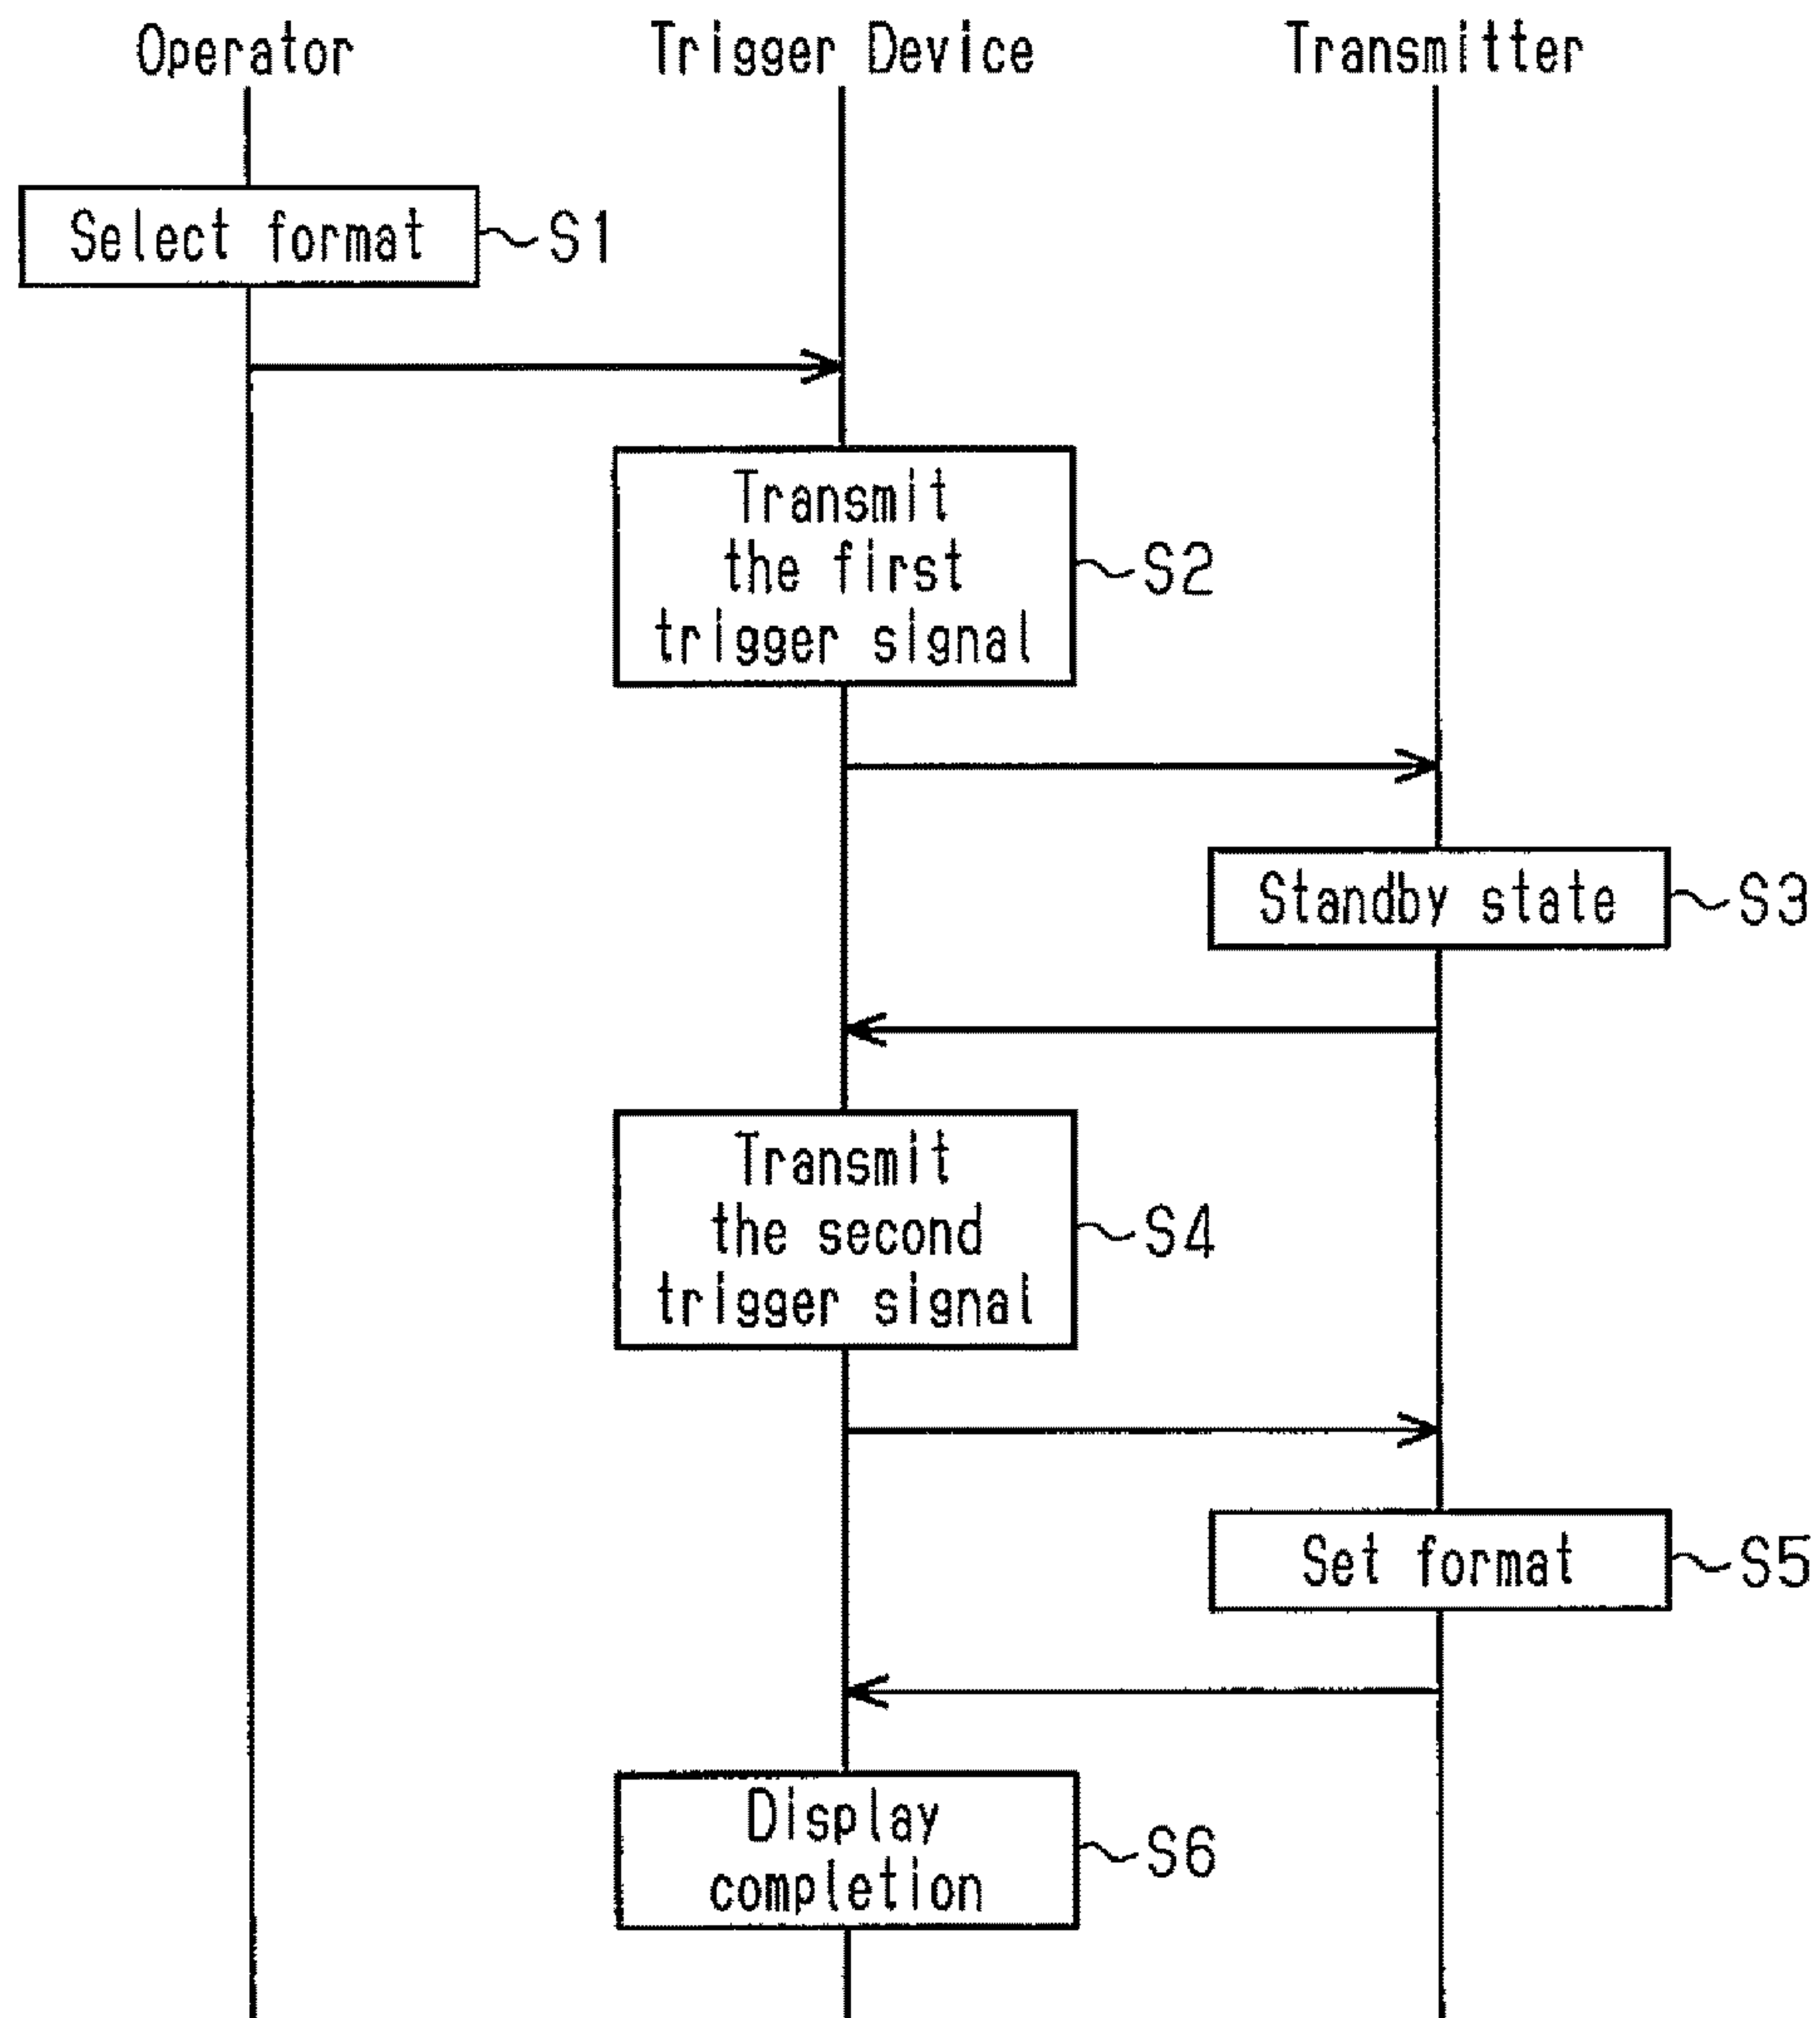 Operator
Trigger Device
Transmitter
Select format
S1
Transmit
the first
trigger signal
S2
Standby state
S3
Transmit
the second
trigger signal
S4
Set format
S5
Display
completion
S6